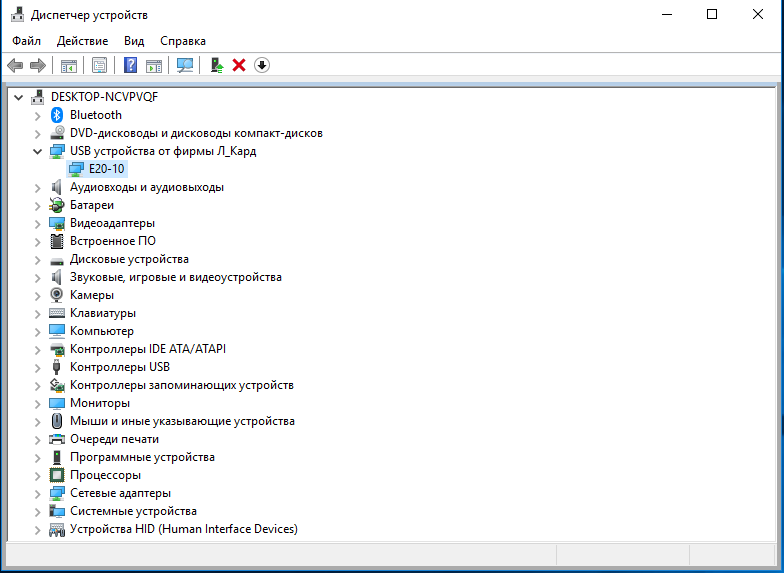 Диспетчер устройств
Файл Действие Вид Справка
DESKTOP-NCVPVQF
Bluetooth
DVD-дисководы и дисководы компакт-дисков
USB устройства от фирмы Л_Кард
E20-10
Аудиовходы и аудиовыходы
Батареи
Видеоадаптеры
Встроенное ПО
Дисковые устройства
Звуковые, игровые и видеоустройства
Камеры
Клавиатуры
Компьютер
Контроллеры IDE ATA/ATAPI
Контроллеры USB
Контроллеры запоминающих устройств
Мониторы
Мыши и иные указывающие устройства
Очереди печати
Программные устройства
Процессоры
Сетевые адаптеры
Системные устройства
Устройства HID (Human Interface Devices)